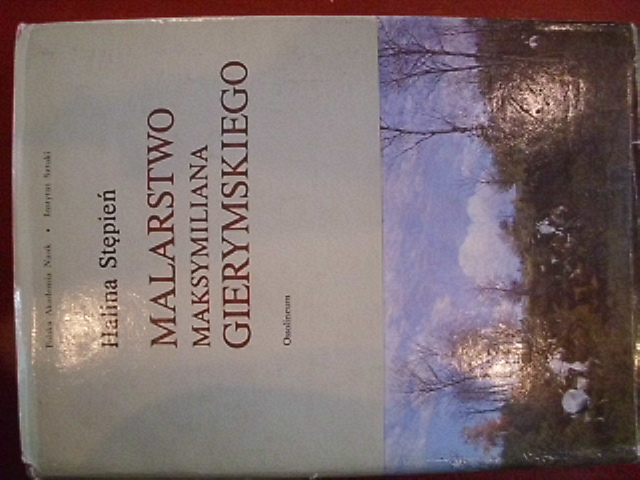 Polska Akademia Nauk • Instytut Sztuki
Halina Stępień
MALARSTWO
MAKSYMILIANA
GIERYMSKIEGO
Ossolineum